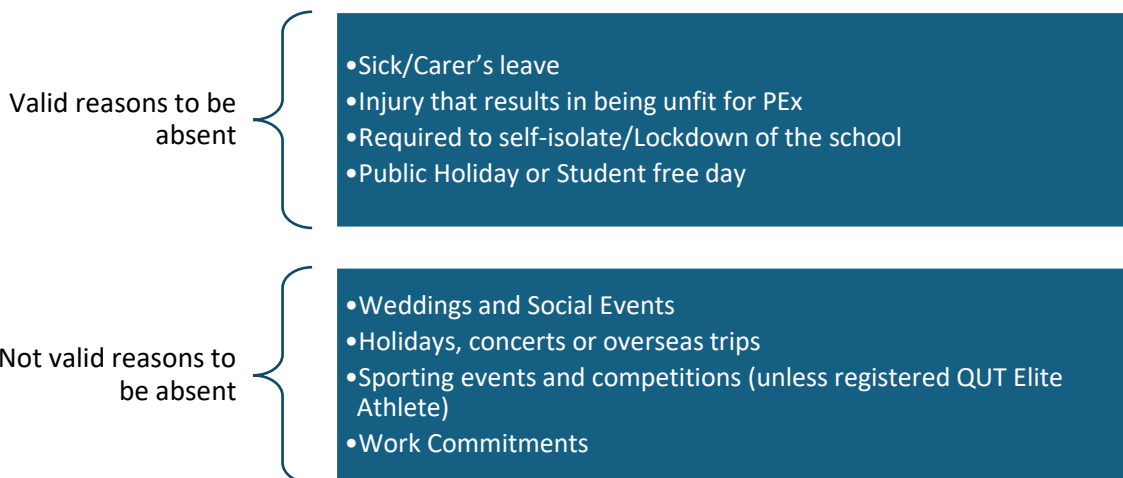 Valid reasons to be
absent
•Sick/Carer's leave
•Injury that results in being unfit for PEx
•Required to self-isolate/Lockdown of the school
•Public Holiday or Student free day
Not valid reasons to
be absent
•Weddings and Social Events
•Holidays, concerts or overseas trips
•Sporting events and competitions (unless registered QUT Elite
Athlete)
•Work Commitments